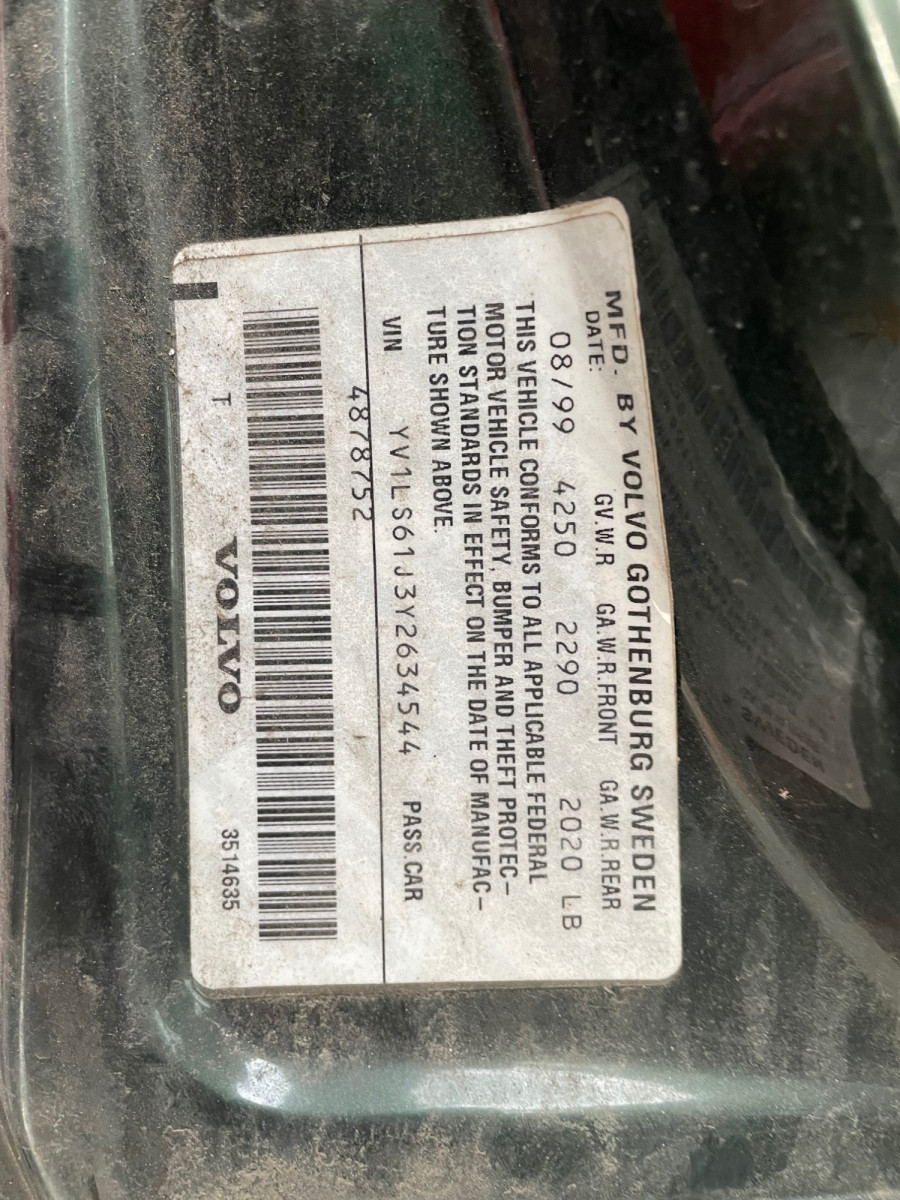 MFD. BY VOLVO GOTHENBURG SWEDEN
DATE: GV.W.R GA.W.R.FRONT GA.W.R.REAR
08/99 4250 2290 2020 LB
THIS VEHICLE CONFORMS TO ALL APPLICABLE FEDERAL
MOTOR VEHICLE SAFETY, BUMPER AND THEFT PROTEC-
TION STANDARDS IN EFFECT ON THE DATE OF MANUFAC-
TURE SHOWN ABOVE.
VIN YV1LS61J3Y2634544 PASS.CAR
4878752
T VOLVO 3514635